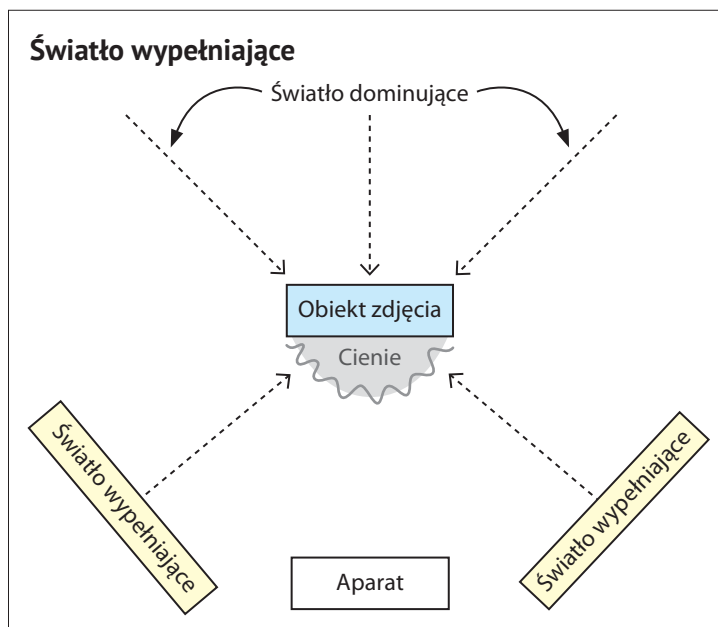 Światło wypełniające
Światło dominujące
Obiekt zdjęcia
Cienie
Światło wypełniające
Światło wypełniające
Aparat